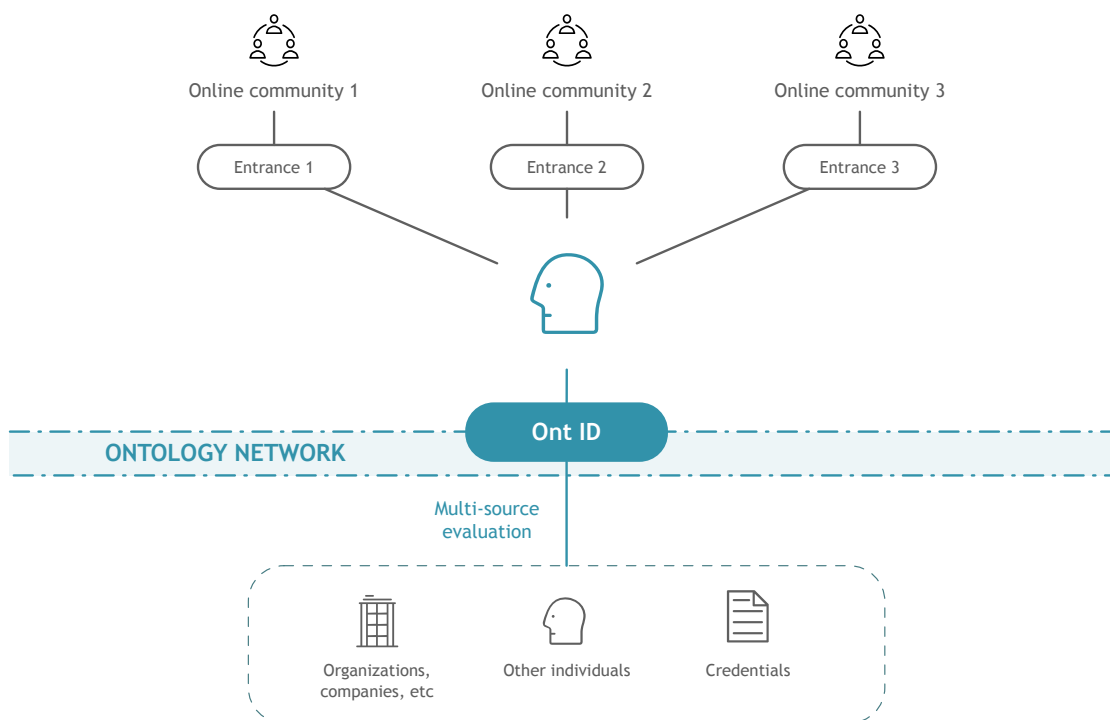 Online community 1
Online community 2
Online community 3
Entrance 1
Entrance 2
Entrance 3
Ont ID
ONTOLOGY NETWORK
Multi-source
evaluation
Organizations,
companies, etc
Other individuals
Credentials